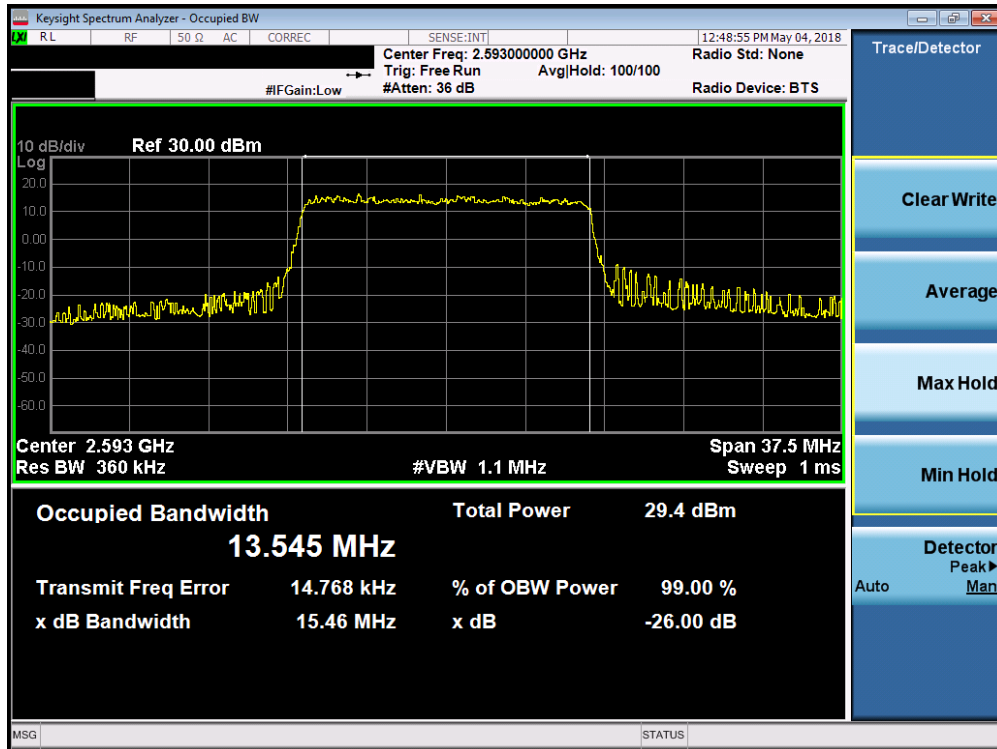 Keysight Spectrum Analyzer - Occupied BW
LXI RL RF 50 Ω AC CORREC SENSE:INT 12:48:55 PM May 04, 2018
Center Freq: 2.593000000 GHz Radio Std: None
Trig: Free Run Avg|Hold: 100/100
#IFGain:Low #Atten: 36 dB Radio Device: BTS
10 dB/div Ref 30.00 dBm
Log
20.0
10.0
0.00
-10.0
-20.0
-30.0
-40.0
-50.0
-60.0
Center 2.593 GHz Span 37.5 MHz
Res BW 360 kHz #VBW 1.1 MHz Sweep 1 ms
Occupied Bandwidth Total Power 29.4 dBm
13.545 MHz
Transmit Freq Error 14.768 kHz % of OBW Power 99.00 %
x dB Bandwidth 15.46 MHz x dB -26.00 dB
MSG STATUS
Trace/Detector
Clear Write
Average
Max Hold
Min Hold
Detector
Peak▶
Auto Man